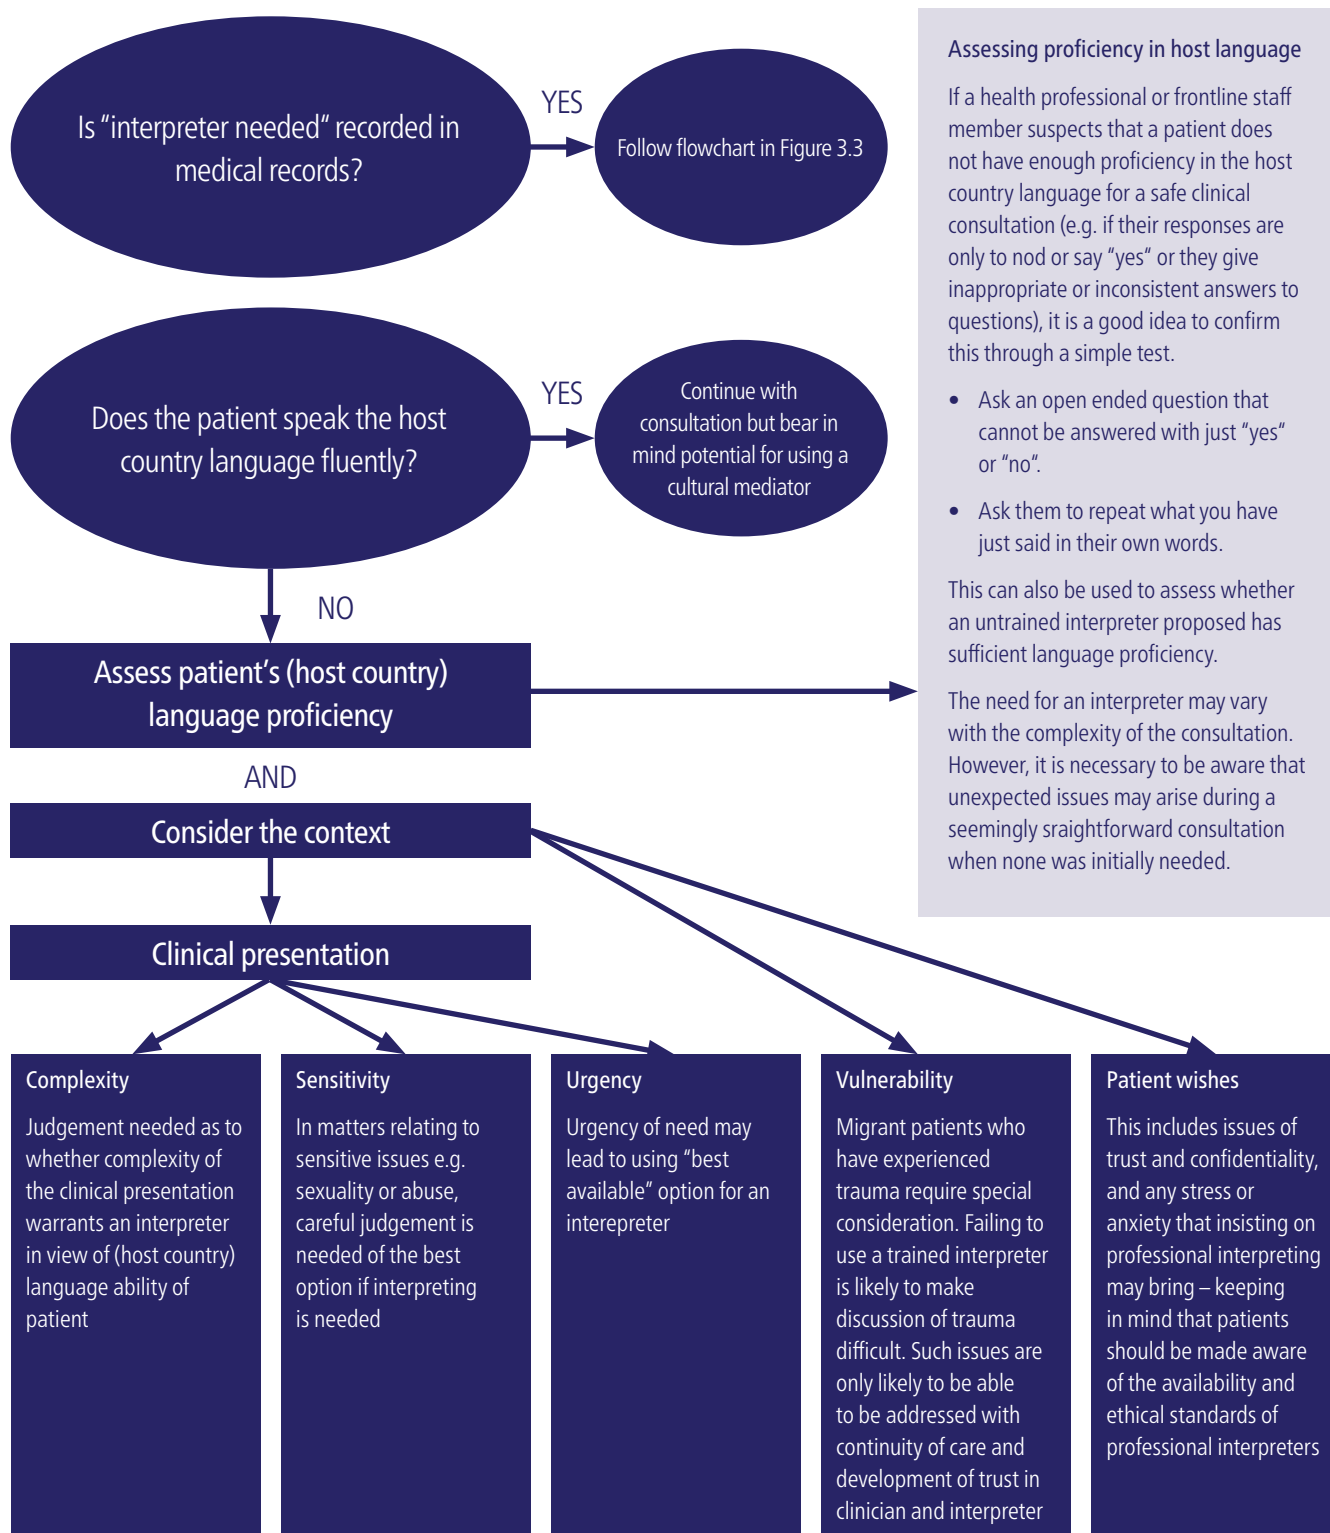 Is "interpreter needed" recorded in
medical records?
YES
Follow flowchart in Figure 3.3
Does the patient speak the host
country language fluently?
YES
Continue with
consultation but bear in
mind potential for using a
cultural mediator
NO
Assess patient's (host country)
language proficiency
AND
Consider the context
Clinical presentation
Assessing proficiency in host language
If a health professional or frontline staff
member suspects that a patient does
not have enough proficiency in the host
country language for a safe clinical
consultation (e.g. if their responses are
only to nod or say "yes" or they give
inappropriate or inconsistent answers to
questions), it is a good idea to confirm
this through a simple test.
• Ask an open ended question that
cannot be answered with just "yes"
or "no".
• Ask them to repeat what you have
just said in their own words.
This can also be used to assess whether
an untrained interpreter proposed has
sufficient language proficiency.
The need for an interpreter may vary
with the complexity of the consultation.
However, it is necessary to be aware that
unexpected issues may arise during a
seemingly sraightforward consultation
when none was initially needed.
Complexity
Judgement needed as to
whether complexity of
the clinical presentation
warrants an interpreter
in view of (host country)
language ability of
patient
Sensitivity
In matters relating to
sensitive issues e.g.
sexuality or abuse,
careful judgement is
needed of the best
option if interpreting
is needed
Urgency
Urgency of need may
lead to using "best
available" option for an
interepreter
Vulnerability
Migrant patients who
have experienced
trauma require special
consideration. Failing to
use a trained interpreter
is likely to make
discussion of trauma
difficult. Such issues are
only likely to be able
to be addressed with
continuity of care and
development of trust in
clinician and interpreter
Patient wishes
This includes issues of
trust and confidentiality,
and any stress or
anxiety that insisting on
professional interpreting
may bring – keeping
in mind that patients
should be made aware
of the availability and
ethical standards of
professional interpreters